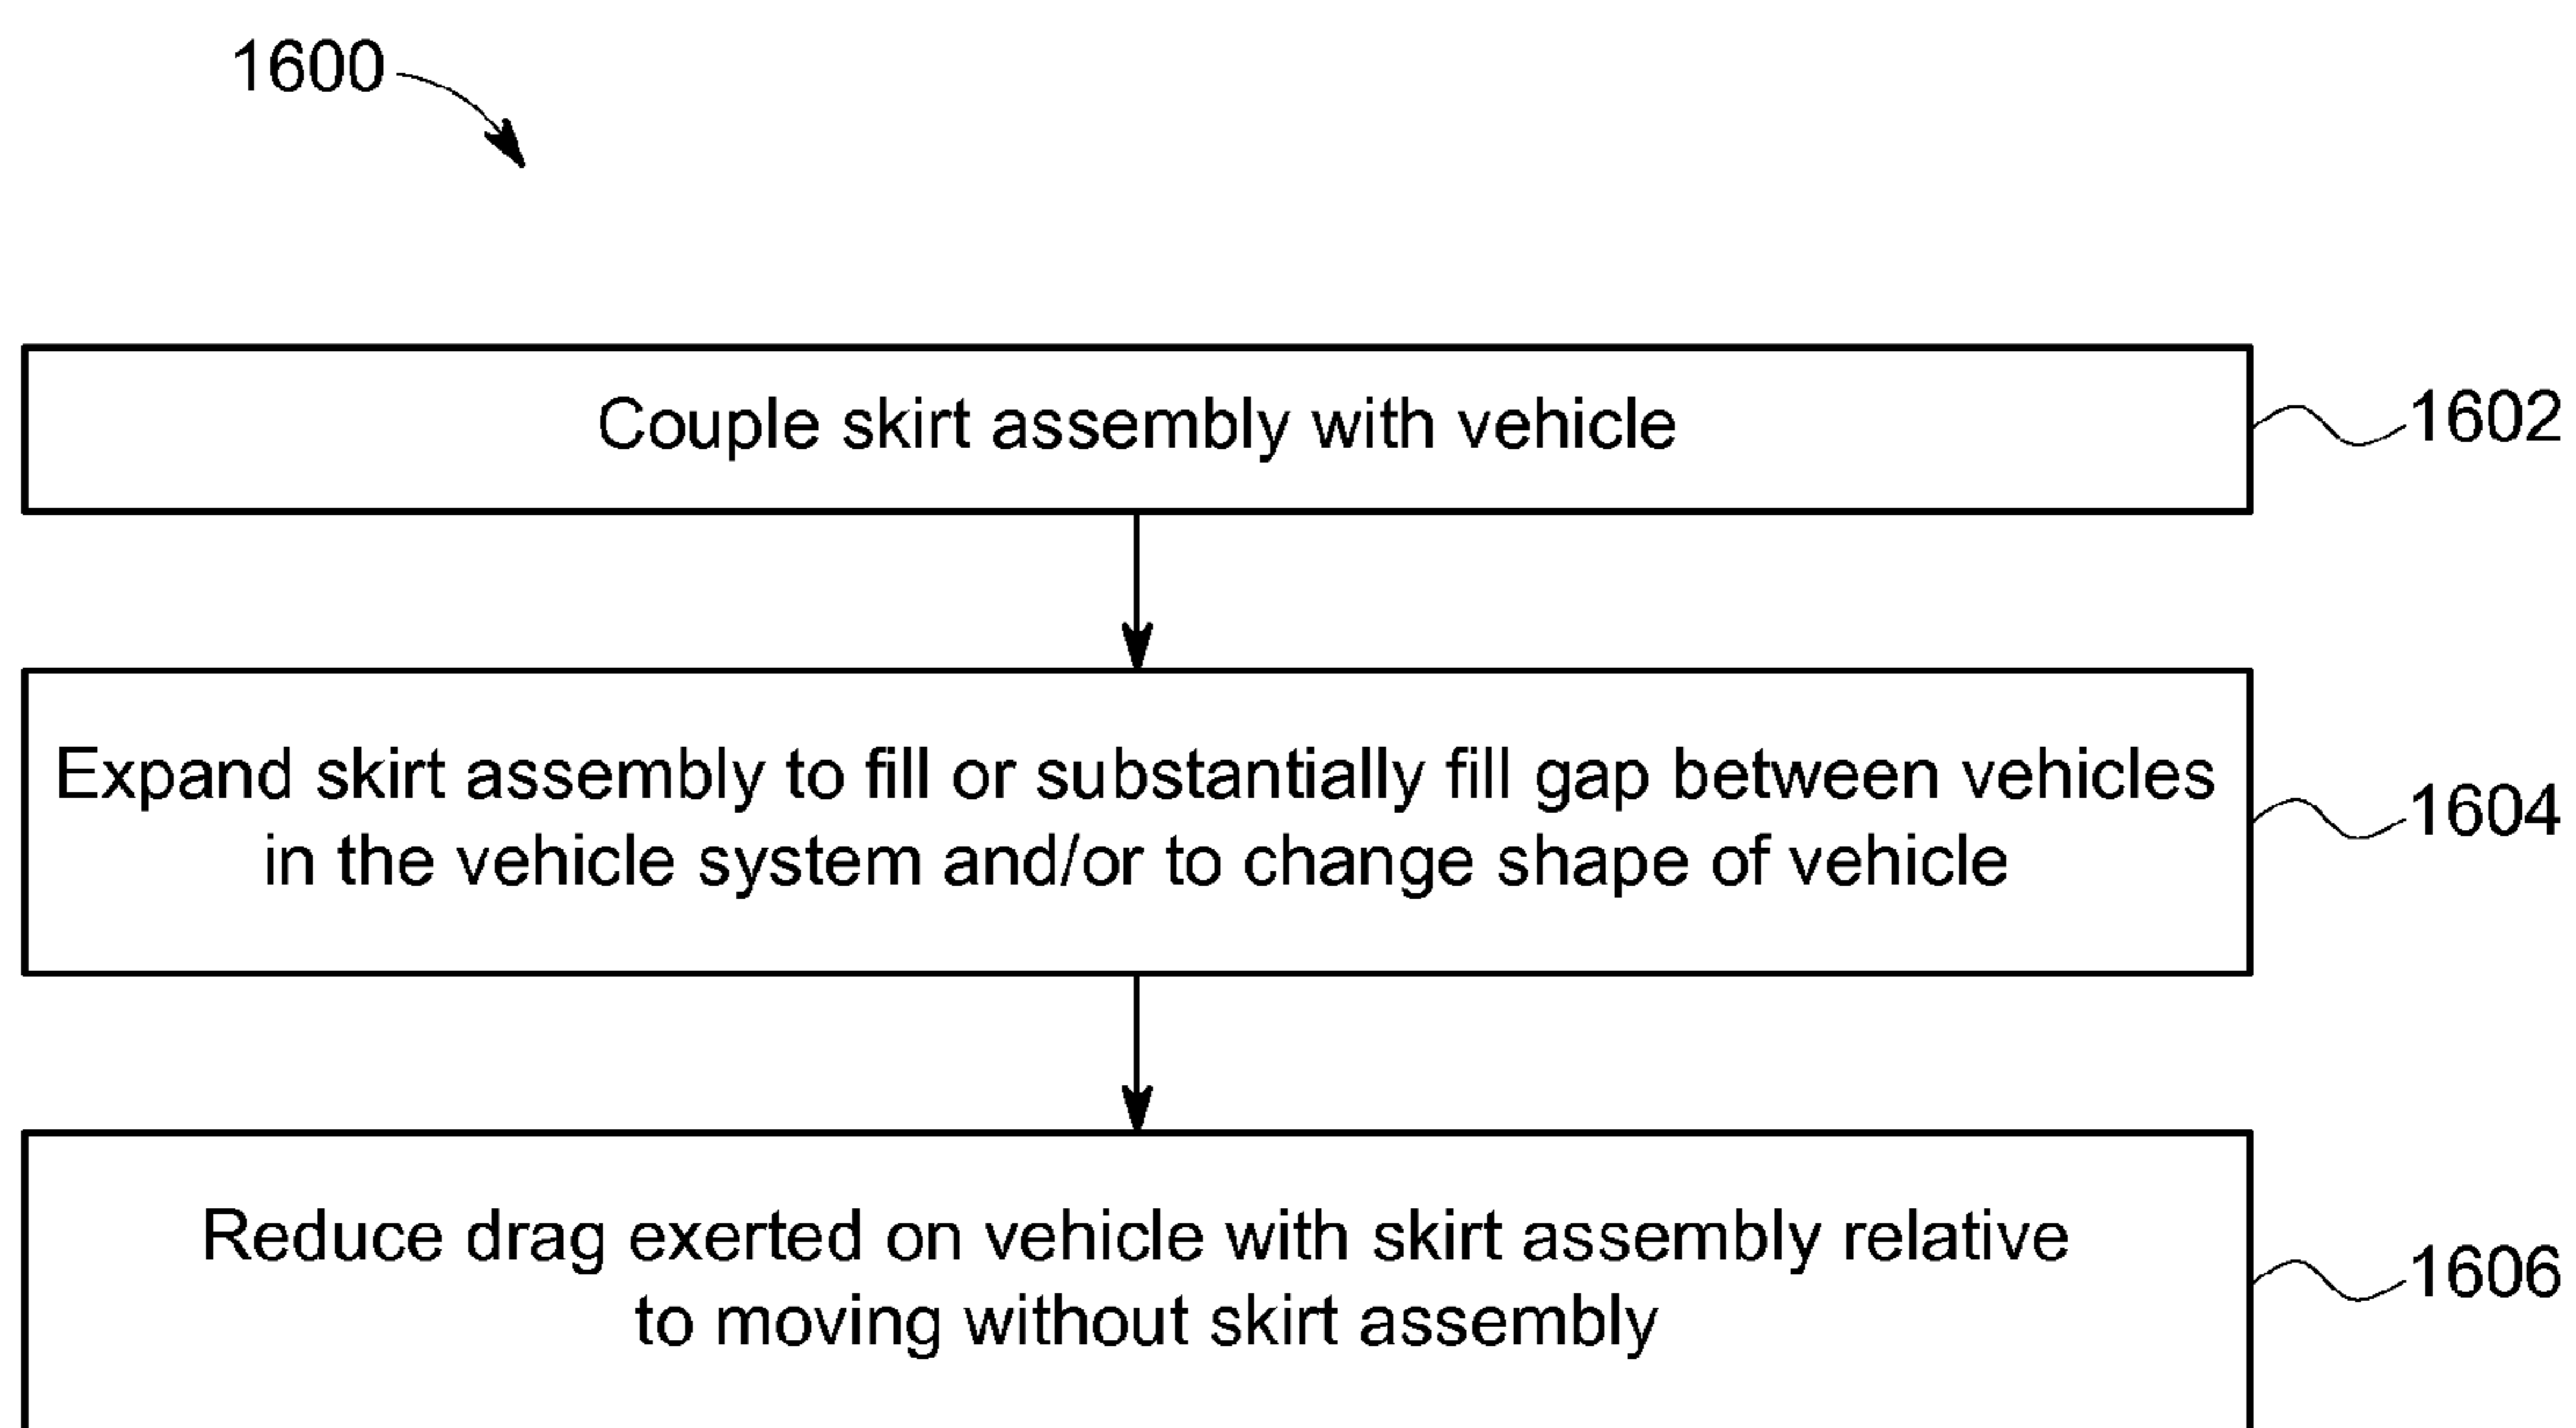 1600
Couple skirt assembly with vehicle
1602
Expand skirt assembly to fill or substantially fill gap between vehicles
in the vehicle system and/or to change shape of vehicle
1604
Reduce drag exerted on vehicle with skirt assembly relative
to moving without skirt assembly
1606